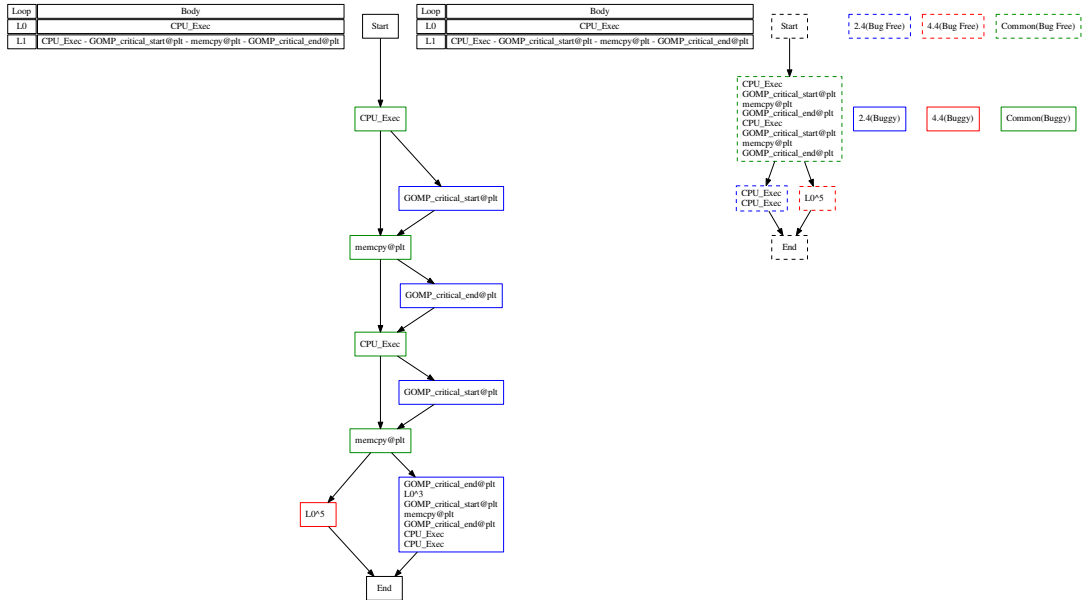 Loop Body
L0 CPU_Exec
L1 CPU_Exec - GOMP_critical_start@plt - memcpy@plt - GOMP_critical_end@plt
Start
Loop Body
L0 CPU_Exec
L1 CPU_Exec - GOMP_critical_start@plt - memcpy@plt - GOMP_critical_end@plt
CPU_Exec
GOMP_critical_start@plt
memcpy@plt
GOMP_critical_end@plt
CPU_Exec
GOMP_critical_start@plt
memcpy@plt
L0^5
GOMP_critical_end@plt
L0^3
GOMP_critical_start@plt
memcpy@plt
GOMP_critical_end@plt
CPU_Exec
CPU_Exec
End
Start
CPU_Exec
GOMP_critical_start@plt
memcpy@plt
GOMP_critical_end@plt
CPU_Exec
GOMP_critical_start@plt
memcpy@plt
GOMP_critical_end@plt
CPU_Exec
CPU_Exec
L0^5
End
2.4(Bug Free)
4.4(Bug Free)
Common(Bug Free)
2.4(Buggy)
4.4(Buggy)
Common(Buggy)